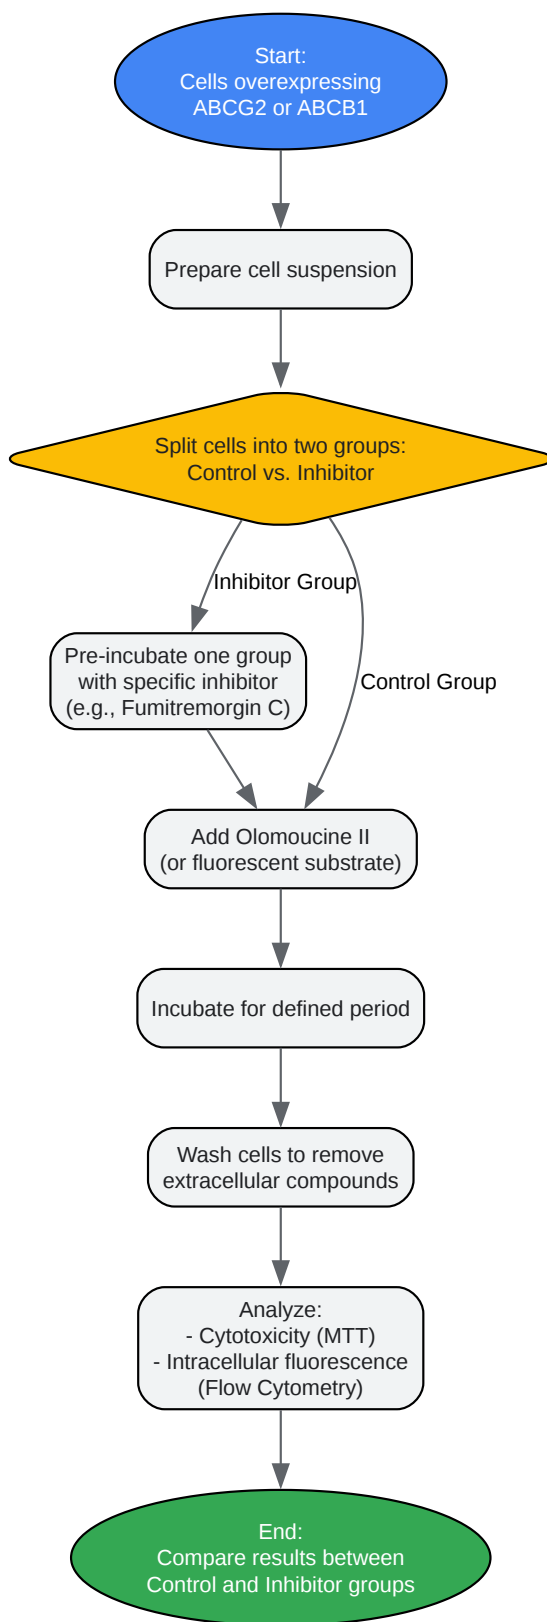 Start:
Cells overexpressing
ABCG2 or ABCB1
Prepare cell suspension
Split cells into two groups:
Control vs. Inhibitor
Inhibitor Group
Pre-incubate one group
with specific inhibitor
(e.g., Fumitremorgin C)
Control Group
Add Olomoucine II
(or fluorescent substrate)
Incubate for defined period
Wash cells to remove
extracellular compounds
Analyze:
- Cytotoxicity (MTT)
- Intracellular fluorescence
(Flow Cytometry)
End:
Compare results between
Control and Inhibitor groups